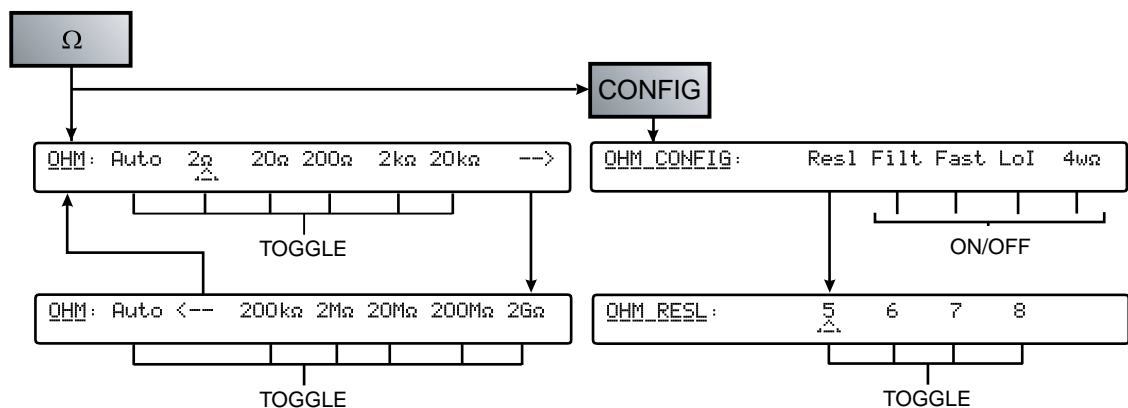 Ω
CONFIG
OHM: Auto 2Ω 20Ω 200Ω 2kΩ 20kΩ -->
TOGGLE
OHM: Auto <-- 200kΩ 2MΩ 20MΩ 200MΩ 2GΩ
TOGGLE
OHM_CONFIG: Resl Filt Fast LoI 4wΩ
ON/OFF
OHM_RESL: 5 6 7 8
TOGGLE